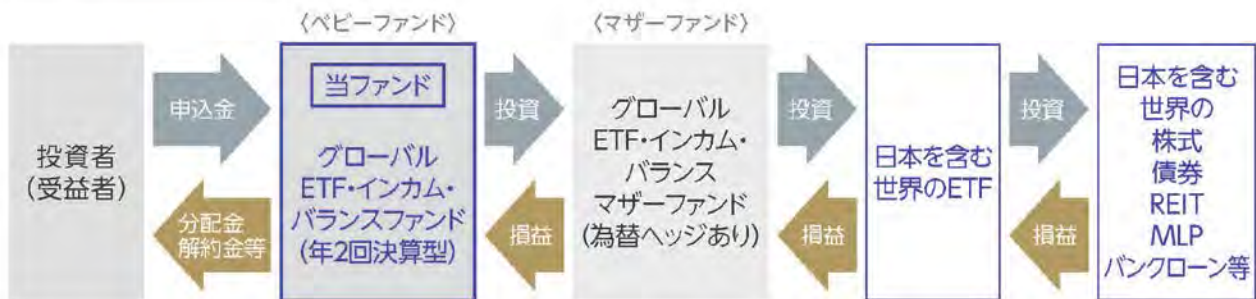 〈ベビーファンド〉
〈マザーファンド〉
投資者
(受益者)
申込金
分配金
解約金等
当ファンド
グローバル
ETF・インカム・
バランスファンド
(年2回決算型)
投資
損益
グローバル
ETF・インカム・
バランス
マザーファンド
(為替ヘッジあり)
投資
損益
日本を含む
世界のETF
投資
損益
日本を含む
世界の
株式
債券
REIT
MLP
バンクローン等